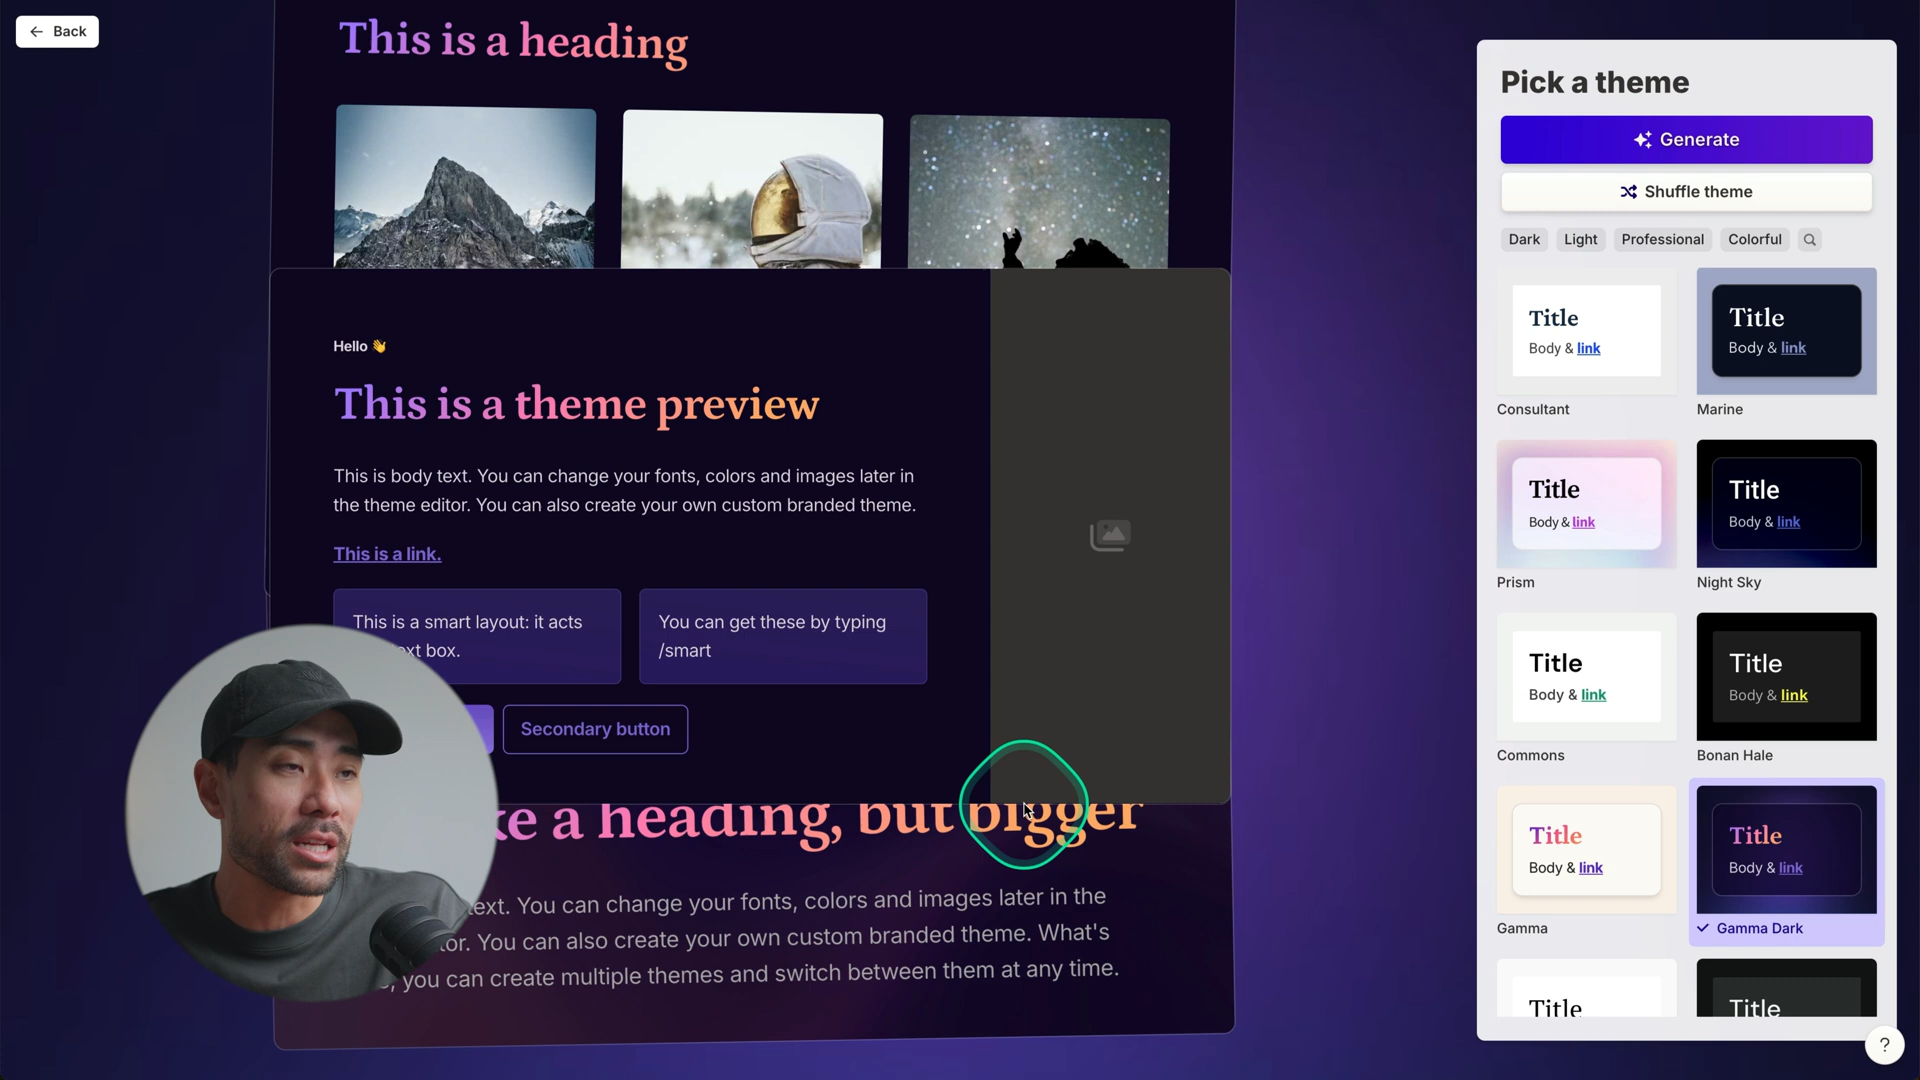 Back
This is a heading
Hello 👋
This is a theme preview
This is body text. You can change your fonts, colors and images later in
the theme editor. You can also create your own custom branded theme.
This is a link.
This is a smart layout: it acts
text box.
You can get these by typing
/smart
Secondary button
a heading, but bigger
text. You can change your fonts, colors and images later in the
You can also create your own custom branded theme. What's
you can create multiple themes and switch between them at any time.
Pick a theme
Generate
Shuffle theme
Dark
Light
Professional
Colorful
Title
Body & link
Consultant
Title
Body & link
Marine
Title
Body & link
Prism
Title
Body & link
Night Sky
Title
Body & link
Commons
Title
Body & link
Bonan Hale
Title
Body & link
Gamma
Title
Body & link
Gamma Dark
Title
Title
?